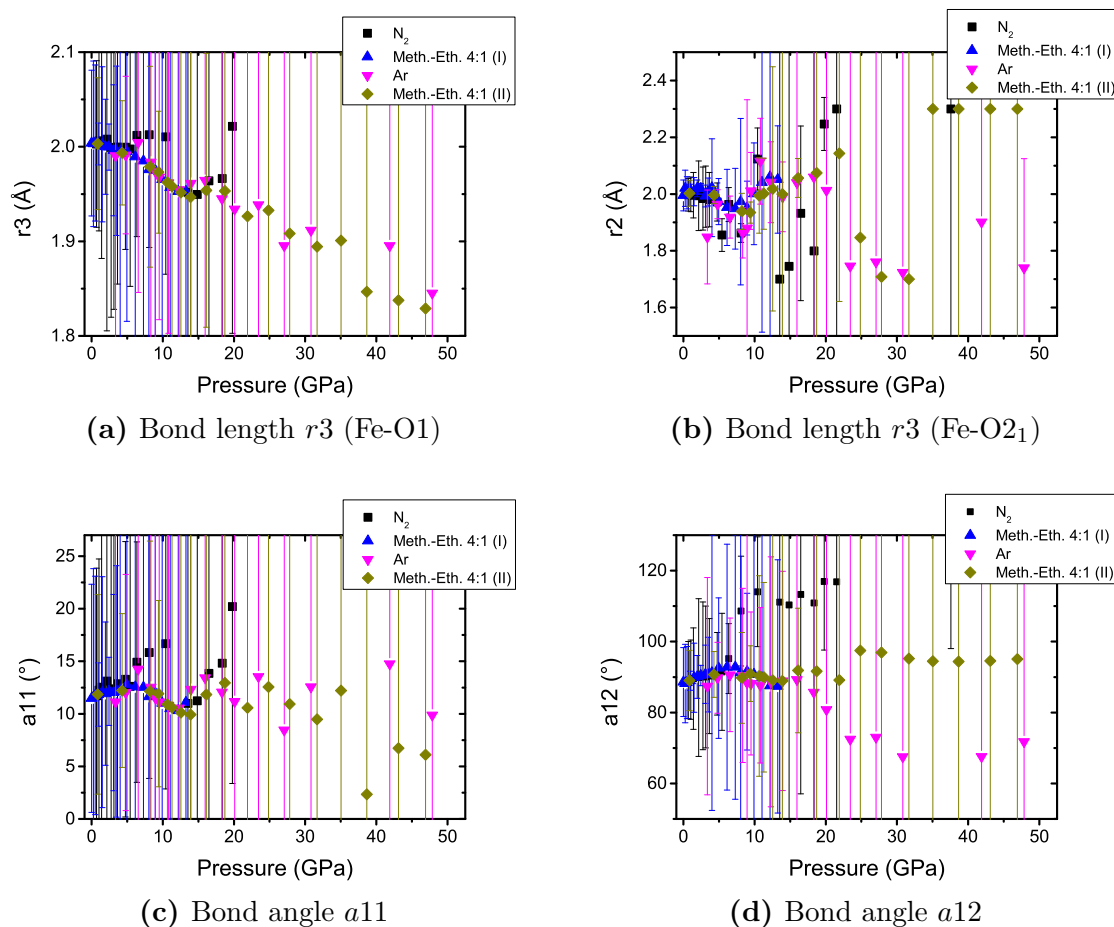 N₂
Meth.-Eth. 4:1 (I)
Ar
Meth.-Eth. 4:1 (II)
2.1
2.0
1.9
1.8
r3 (Å)
0 10 20 30 40 50
Pressure (GPa)
(a) Bond length r3 (Fe-O1)
N₂
Meth.-Eth. 4:1 (I)
Ar
Meth.-Eth. 4:1 (II)
2.4
2.2
2.0
1.8
1.6
r2 (Å)
0 10 20 30 40 50
Pressure (GPa)
(b) Bond length r3 (Fe-O2₁)
N₂
Meth.-Eth. 4:1 (I)
Ar
Meth.-Eth. 4:1 (II)
25
20
15
10
5
0
a11 (°)
0 10 20 30 40 50
Pressure (GPa)
(c) Bond angle a11
N₂
Meth.-Eth. 4:1 (I)
Ar
Meth.-Eth. 4:1 (II)
120
100
80
60
a12 (°)
0 10 20 30 40 50
Pressure (GPa)
(d) Bond angle a12